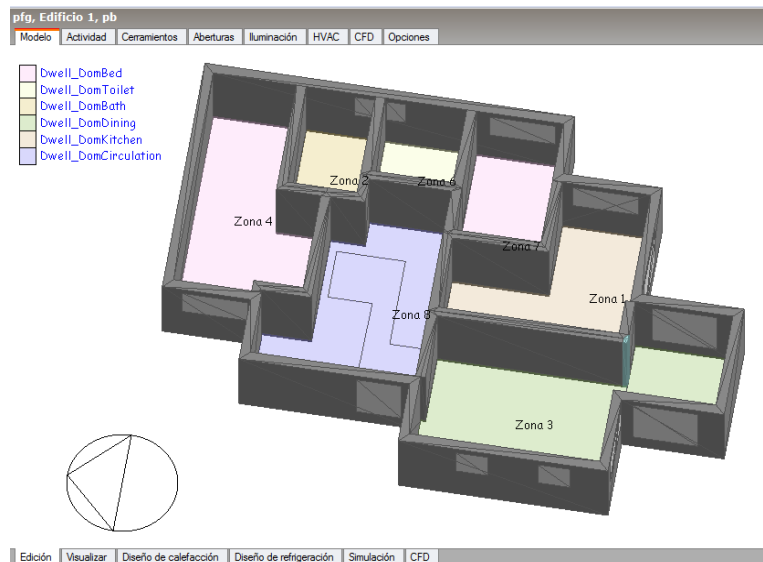 pfg, Edificio 1, pb
Modelo Actividad Cerramientos Aberturas Iluminación HVAC CFD Opciones
Dwell_DomBed
Dwell_DomToilet
Dwell_DomBath
Dwell_DomDining
Dwell_DomKitchen
Dwell_DomCirculation
Zona 2
Zona 6
Zona 4
Zona 7
Zona 1
Zona 8
Zona 3
Edición Visualizar Diseño de calefacción Diseño de refrigeración Simulación CFD